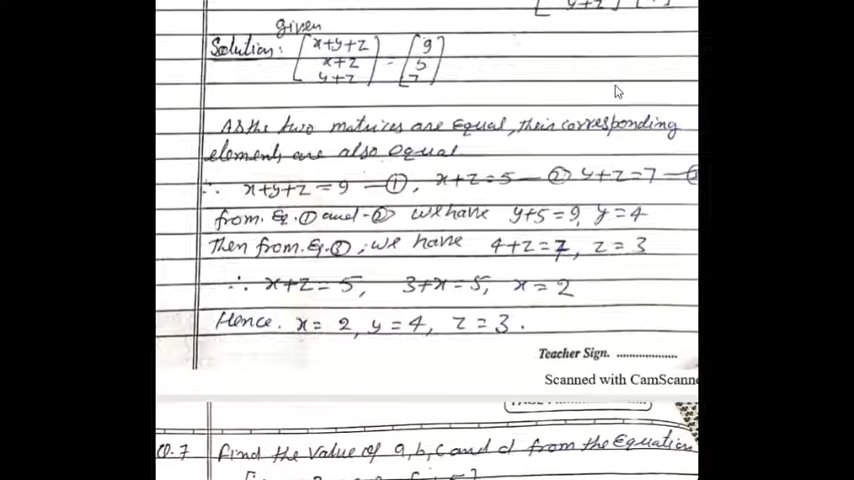 y+z
given
Solution: [x+y+z] = [9]
[x+z] [5]
[y+z] [7]
As the two matrices are Equal, their corresponding
elements are also equal
∴ x+y+z=9 —①, x+z=5—② y+z=7—③
from. Eq.① and-② we have y+5=9, y=4
Then from. Eq.③, we have 4+z=7, z=3
∴ x+z=5, 3+x=5, x=2
Hence. x= 2, y=4, z=3.
Teacher Sign. ....................
Scanned with CamScanne
Q.7 Find the Value of a,b,c and d from the Equation